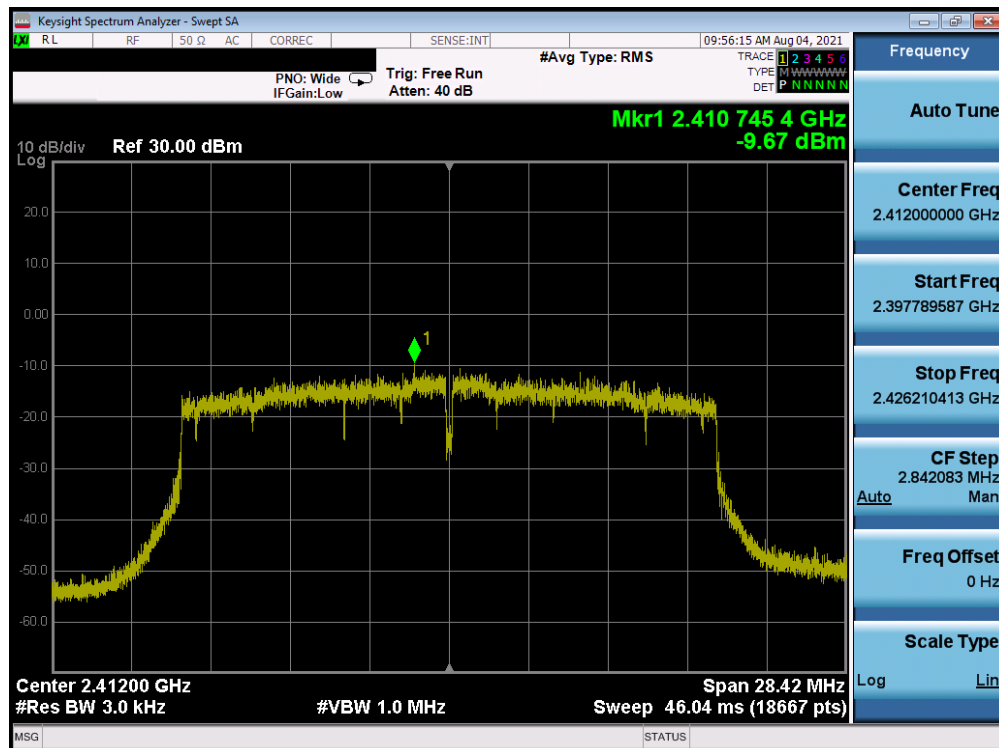 Keysight Spectrum Analyzer - Swept SA
LXI RL RF 50 Ω AC CORREC SENSE:INT 09:56:15 AM Aug 04, 2021
#Avg Type: RMS TRACE 1 2 3 4 5 6
PNO: Wide Trig: Free Run TYPE M WWWWW
IFGain:Low Atten: 40 dB DET P N N N N N
Mkr1 2.410 745 4 GHz
-9.67 dBm
10 dB/div Ref 30.00 dBm
Log
1
20.0
10.0
0.00
-10.0
-20.0
-30.0
-40.0
-50.0
-60.0
Center 2.41200 GHz Span 28.42 MHz
#Res BW 3.0 kHz #VBW 1.0 MHz Sweep 46.04 ms (18667 pts)
MSG STATUS
Frequency
Auto Tune
Center Freq
2.412000000 GHz
Start Freq
2.397789587 GHz
Stop Freq
2.426210413 GHz
CF Step
2.842083 MHz
Auto Man
Freq Offset
0 Hz
Scale Type
Log Lin